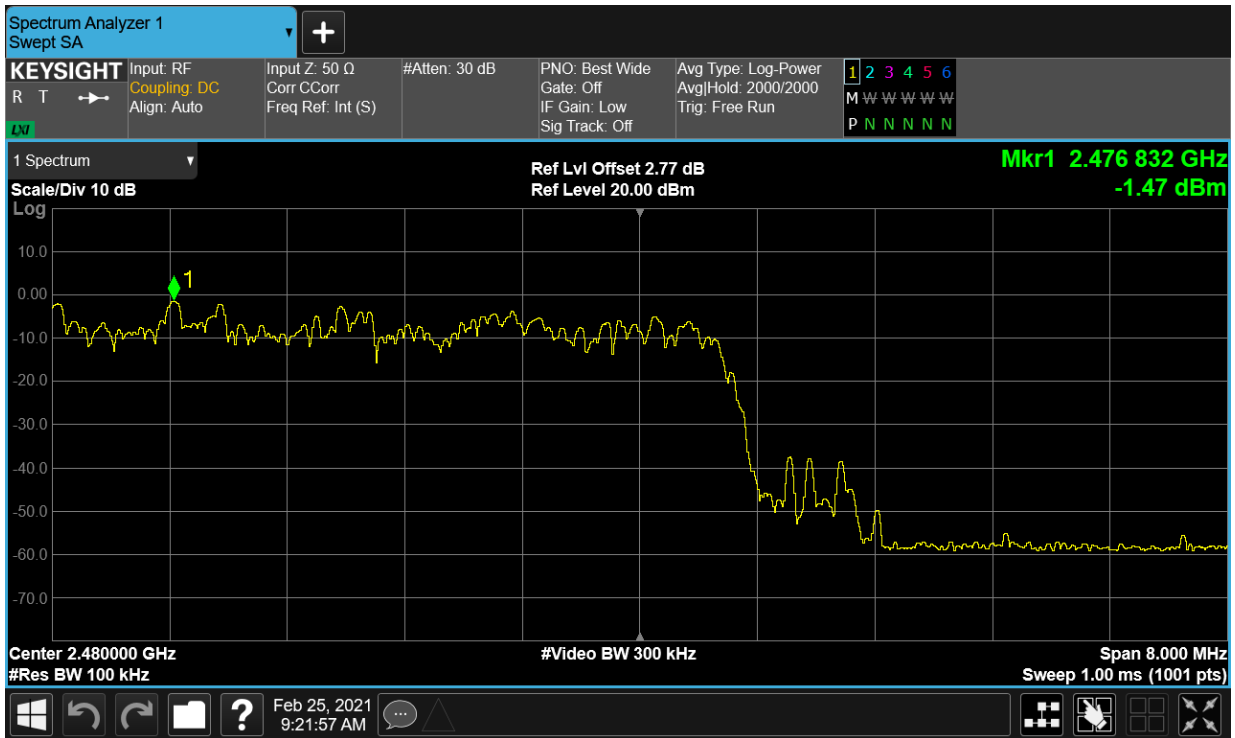 Spectrum Analyzer 1
Swept SA
KEYSIGHT
R T
LXI
Input: RF
Coupling: DC
Align: Auto
Input Z: 50 Ω
Corr CCorr
Freq Ref: Int (S)
#Atten: 30 dB
PNO: Best Wide
Gate: Off
IF Gain: Low
Sig Track: Off
Avg Type: Log-Power
Avg|Hold: 2000/2000
Trig: Free Run
1 2 3 4 5 6
M W W W W W
P N N N N N
1 Spectrum
Scale/Div 10 dB
Ref Lvl Offset 2.77 dB
Ref Level 20.00 dBm
Mkr1 2.476 832 GHz
-1.47 dBm
Log
10.0
0.00
-10.0
-20.0
-30.0
-40.0
-50.0
-60.0
-70.0
1
Center 2.480000 GHz
#Res BW 100 kHz
#Video BW 300 kHz
Span 8.000 MHz
Sweep 1.00 ms (1001 pts)
?
Feb 25, 2021
9:21:57 AM